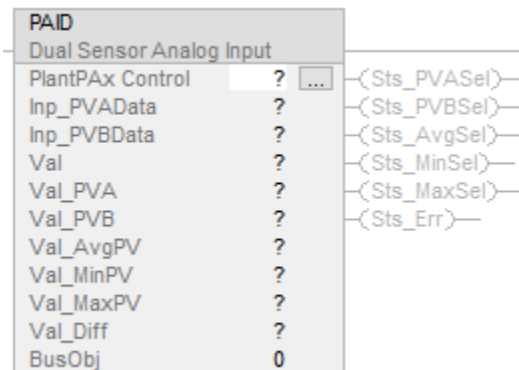 PAID
Dual Sensor Analog Input
PlantPAx Control ? ... (Sts_PVASel)
Inp_PVAData ? (Sts_PVBSel)
Inp_PVBData ? (Sts_AvgSel)
Val ? (Sts_MinSel)
Val_PVA ? (Sts_MaxSel)
Val_PVB ? (Sts_Err)
Val_AvgPV ?
Val_MinPV ?
Val_MaxPV ?
Val_Diff ?
BusObj 0